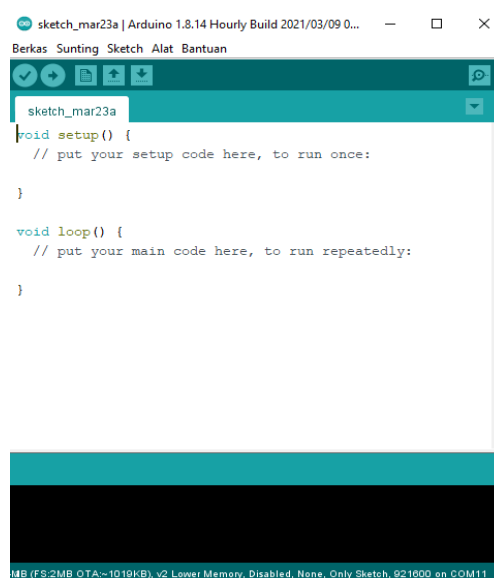 sketch_mar23a | Arduino 1.8.14 Hourly Build 2021/03/09 0...
Berkas Sunting Sketch Alat Bantuan
sketch_mar23a
void setup() {
  // put your setup code here, to run once:
}
void loop() {
  // put your main code here, to run repeatedly:
}
MB (FS:2MB OTA:~1019KB), v2 Lower Memory, Disabled, None, Only Sketch, 921600 on COM11